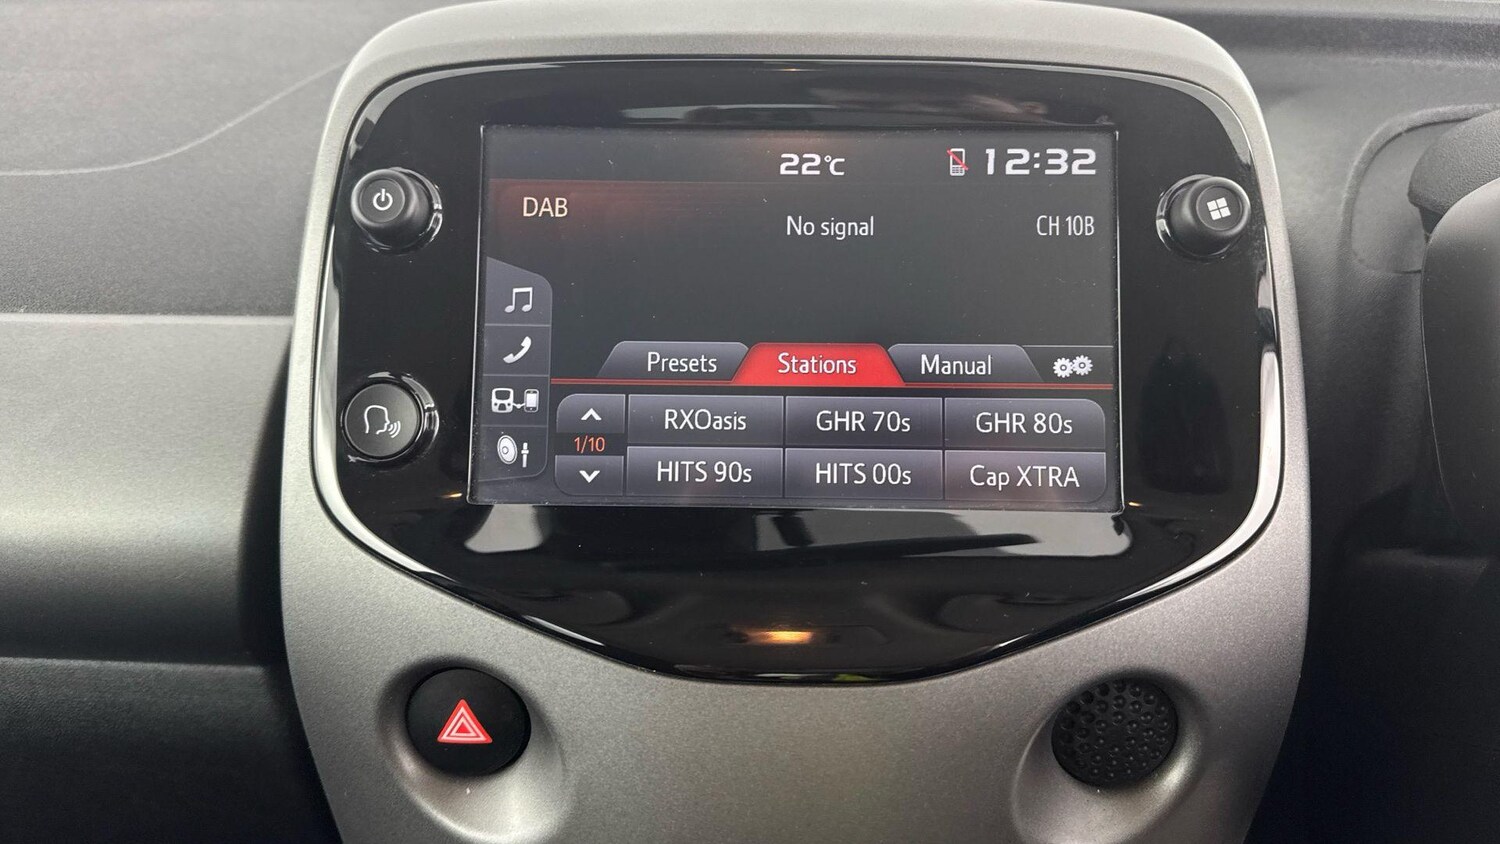 22°C 12:32
DAB
No signal CH 10B
Presets Stations Manual
RXOasis GHR 70s GHR 80s
1/10
HITS 90s HITS 00s Cap XTRA